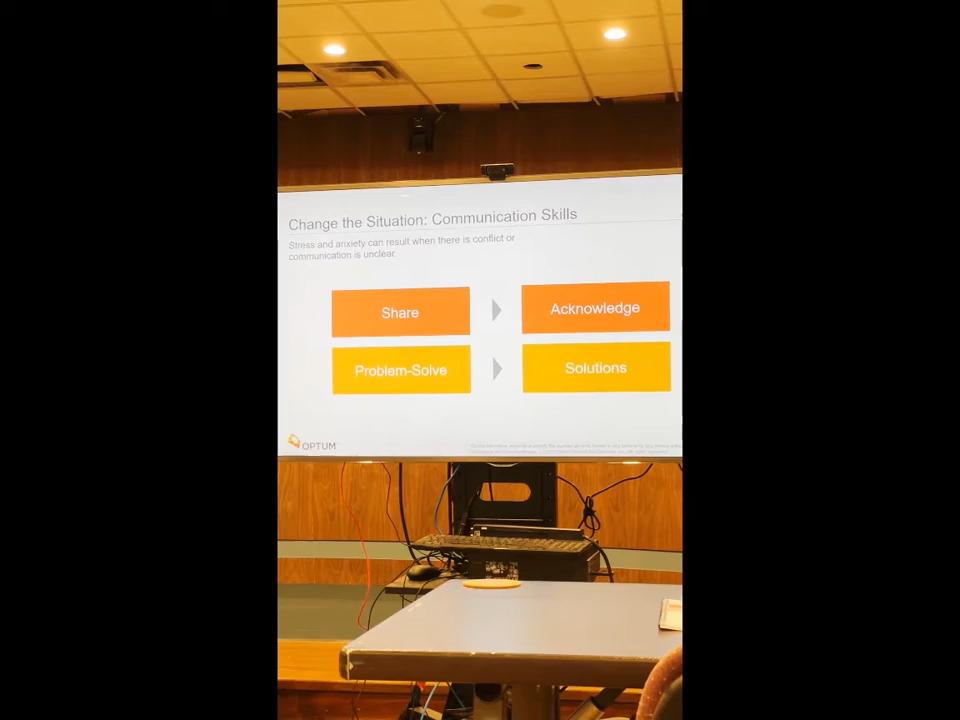 Change the Situation: Communication Skills
Stress and anxiety can result when there is conflict or
communication is unclear.
Share
Acknowledge
Problem-Solve
Solutions
OPTUM